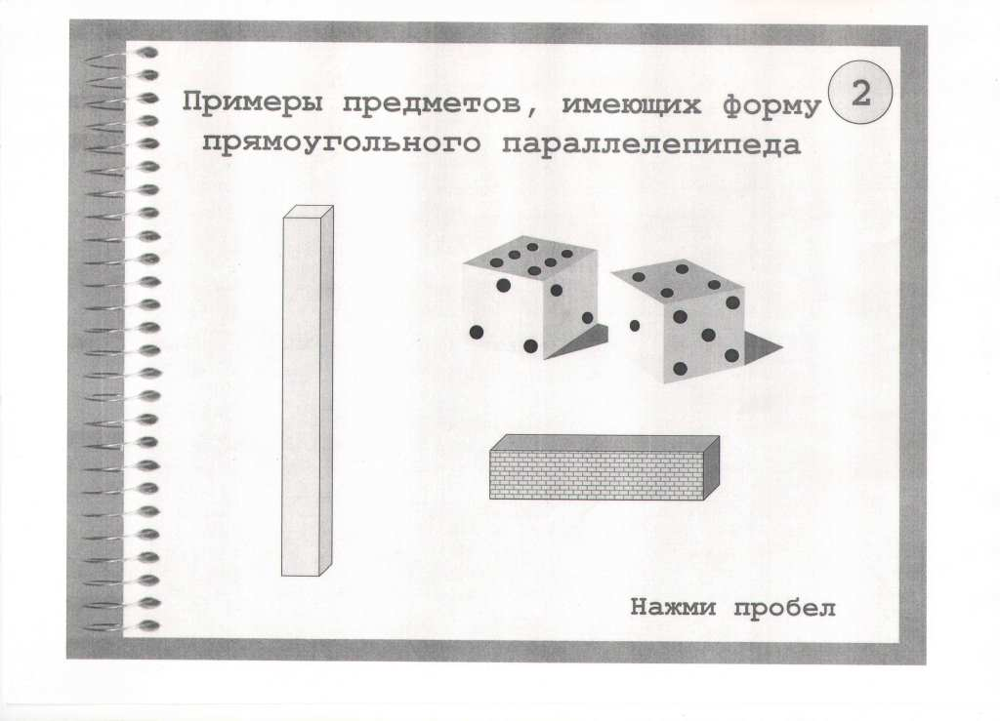 Примеры предметов, имеющих форму
прямоугольного параллелепипеда
2
Нажми пробел